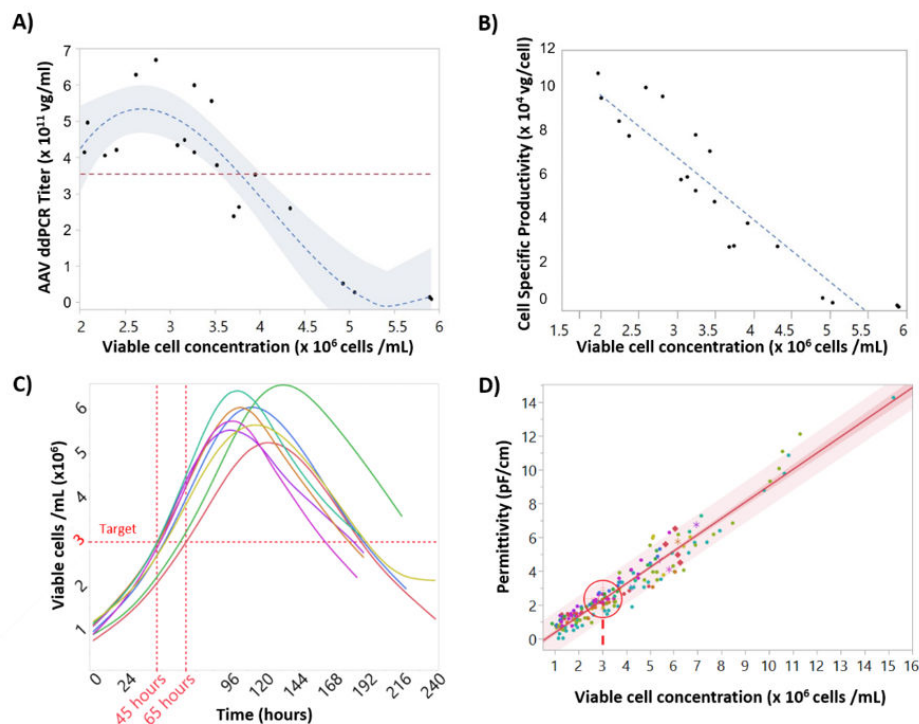 A)
AAV ddPCR Titer (x 10¹¹ vg/ml)
7
6
5
4
3
2
1
0
2 2.5 3 3.5 4 4.5 5 5.5 6
Viable cell concentration (x 10⁶ cells /mL)
B)
Cell Specific Productivity (x 10⁴ vg/cell)
12
10
8
6
4
2
0
1.5 2 2.5 3 3.5 4 4.5 5 5.5 6
Viable cell concentration (x 10⁶ cells /mL)
C)
Viable cells /mL (x10⁶)
6
5
4
3
2
1
Target
0 24 96 120 144 168 192 216 240
45 hours
65 hours
Time (hours)
D)
Permittivity (pF/cm)
14
12
10
8
6
4
2
0
1 2 3 4 5 6 7 8 9 10 11 12 13 14 15 16
Viable cell concentration (x 10⁶ cells /mL)